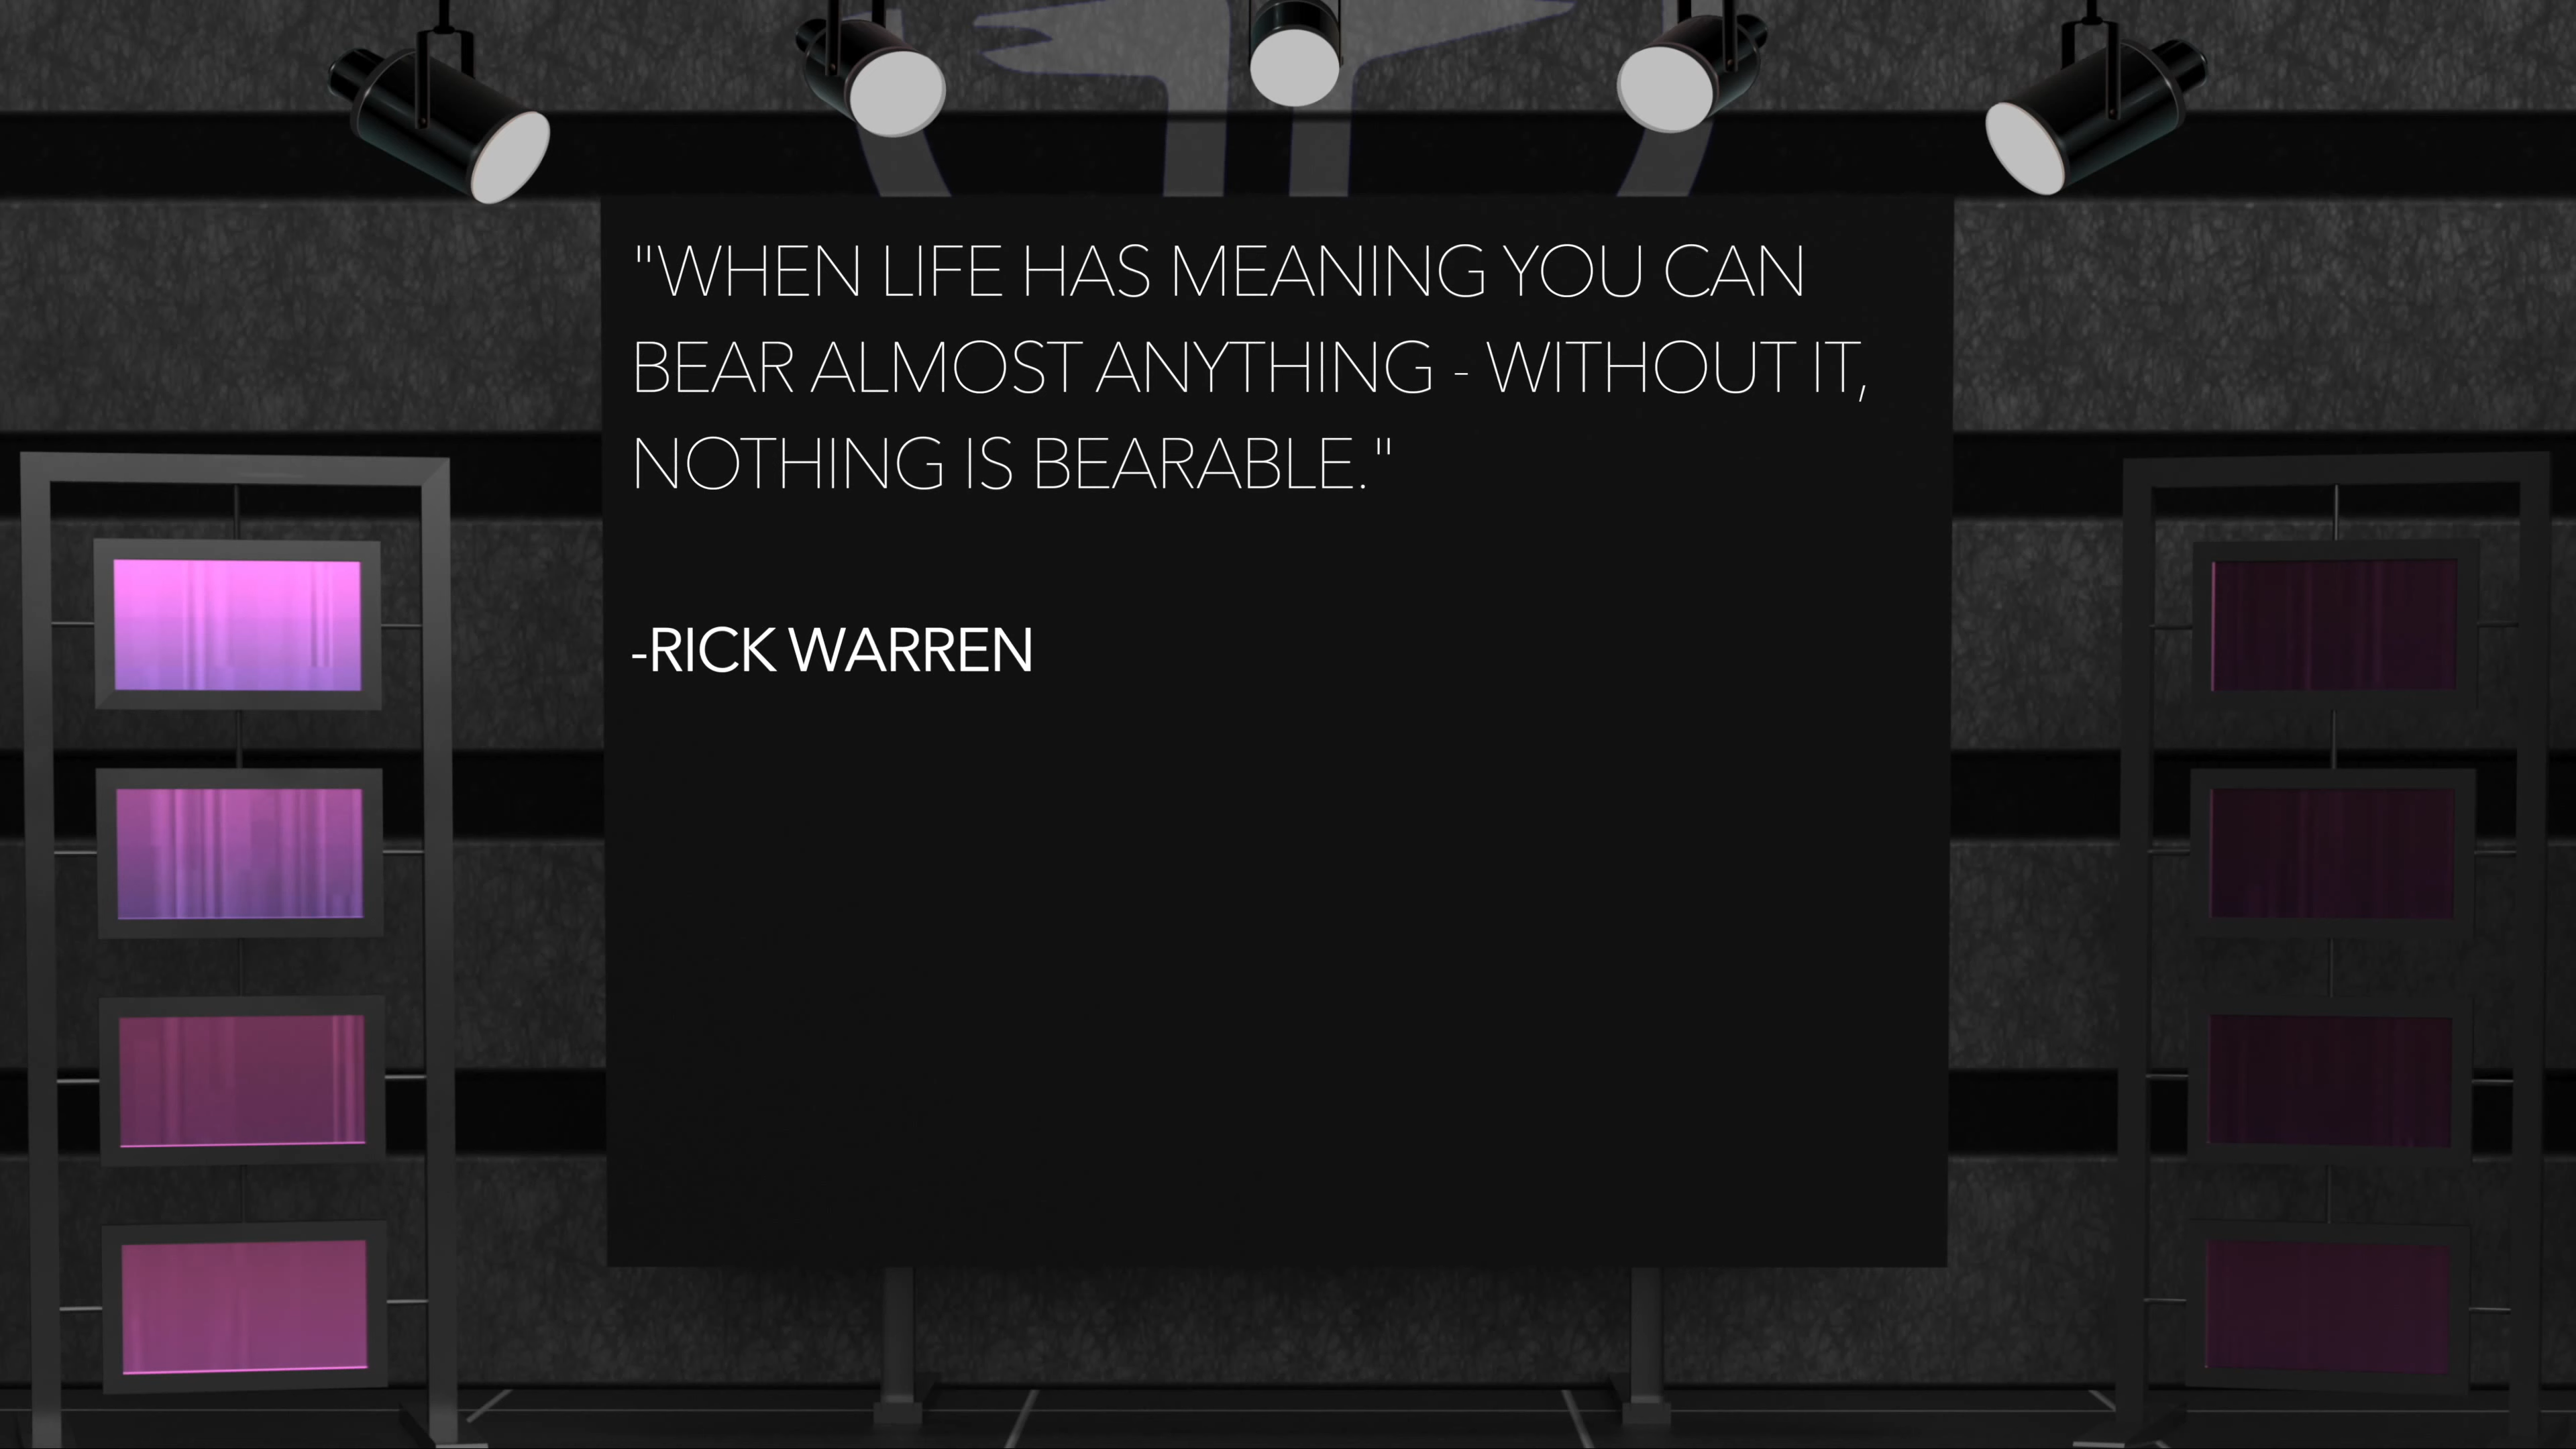 "WHEN LIFE HAS MEANING YOU CAN
BEAR ALMOST ANYTHING - WITHOUT IT,
NOTHING IS BEARABLE."
-RICK WARREN